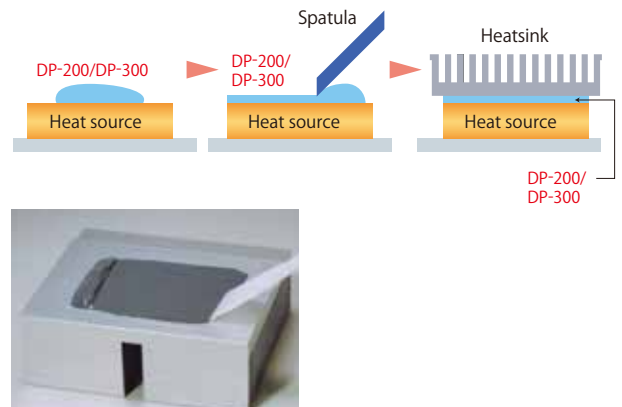 Spatula
DP-200/DP-300
DP-200/
DP-300
Heatsink
Heat source
Heat source
Heat source
DP-200/
DP-300